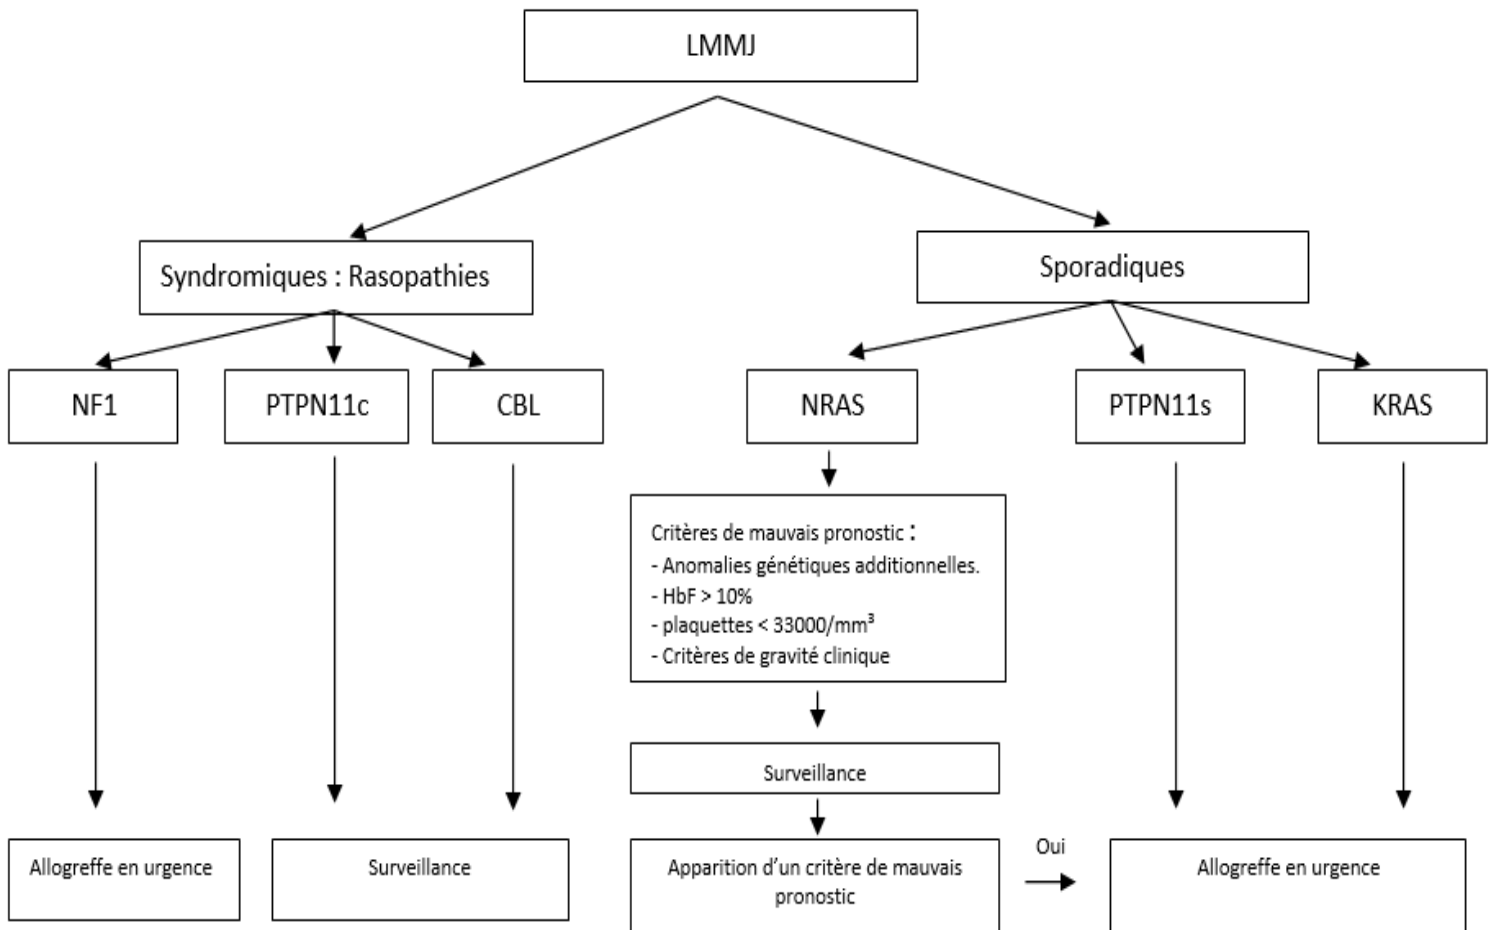 LMMJ
Syndromiques : Rasopathies
Sporadiques
NF1
PTPN11c
CBL
NRAS
PTPN11s
KRAS
Critères de mauvais pronostic :
- Anomalies génétiques additionnelles.
- HbF > 10%
- plaquettes < 33000/mm³
- Critères de gravité clinique
Surveillance
Allogreffe en urgence
Surveillance
Apparition d’un critère de mauvais
pronostic
Oui
Allogreffe en urgence